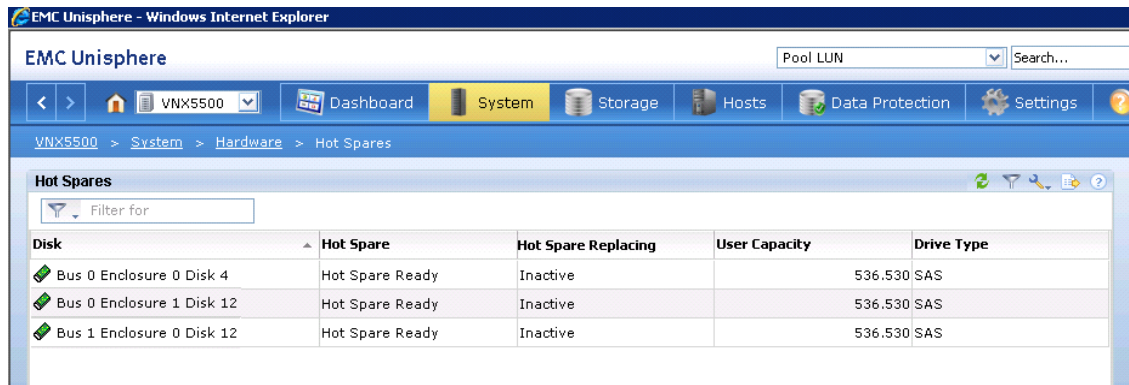 EMC Unisphere - Windows Internet Explorer
EMC Unisphere Pool LUN Search...
< > VNX5500 Dashboard System Storage Hosts Data Protection Settings ?
VNX5500 > System > Hardware > Hot Spares
Hot Spares
Filter for
Disk Hot Spare Hot Spare Replacing User Capacity Drive Type
Bus 0 Enclosure 0 Disk 4 Hot Spare Ready Inactive 536.530 SAS
Bus 0 Enclosure 1 Disk 12 Hot Spare Ready Inactive 536.530 SAS
Bus 1 Enclosure 0 Disk 12 Hot Spare Ready Inactive 536.530 SAS